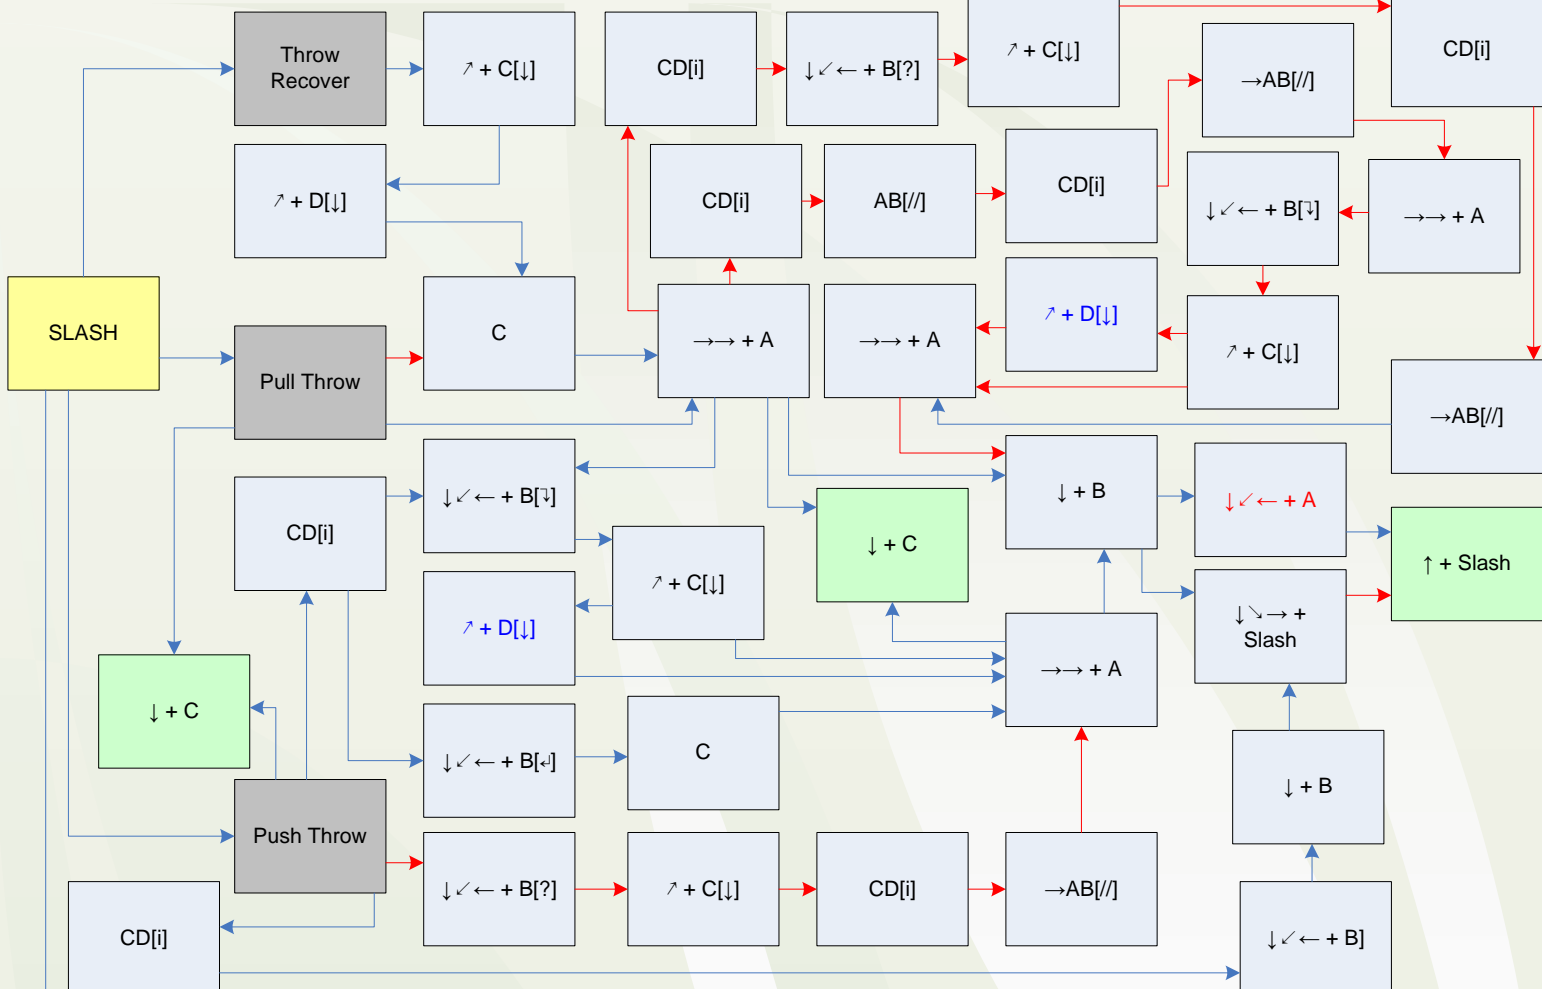 Throw
Recover
↗ + C[↓]
CD[i]
↓↙← + B[?]
↗ + C[↓]
CD[i]
→AB[//]
↗ + D[↓]
CD[i]
AB[//]
CD[i]
↓↙← + B[⤵]
→→ + A
SLASH
Pull Throw
C
→→ + A
→→ + A
↗ + D[↓]
↗ + C[↓]
→AB[//]
CD[i]
↓↙← + B[⤵]
↓ + C
↓ + B
↓↙← + A
↑ + Slash
↗ + C[↓]
↗ + D[↓]
→→ + A
↓↘→ +
Slash
↓ + C
↓↙← + B[↲]
C
↓ + B
Push Throw
↓↙← + B[?]
↗ + C[↓]
CD[i]
→AB[//]
CD[i]
↓↙← + B]